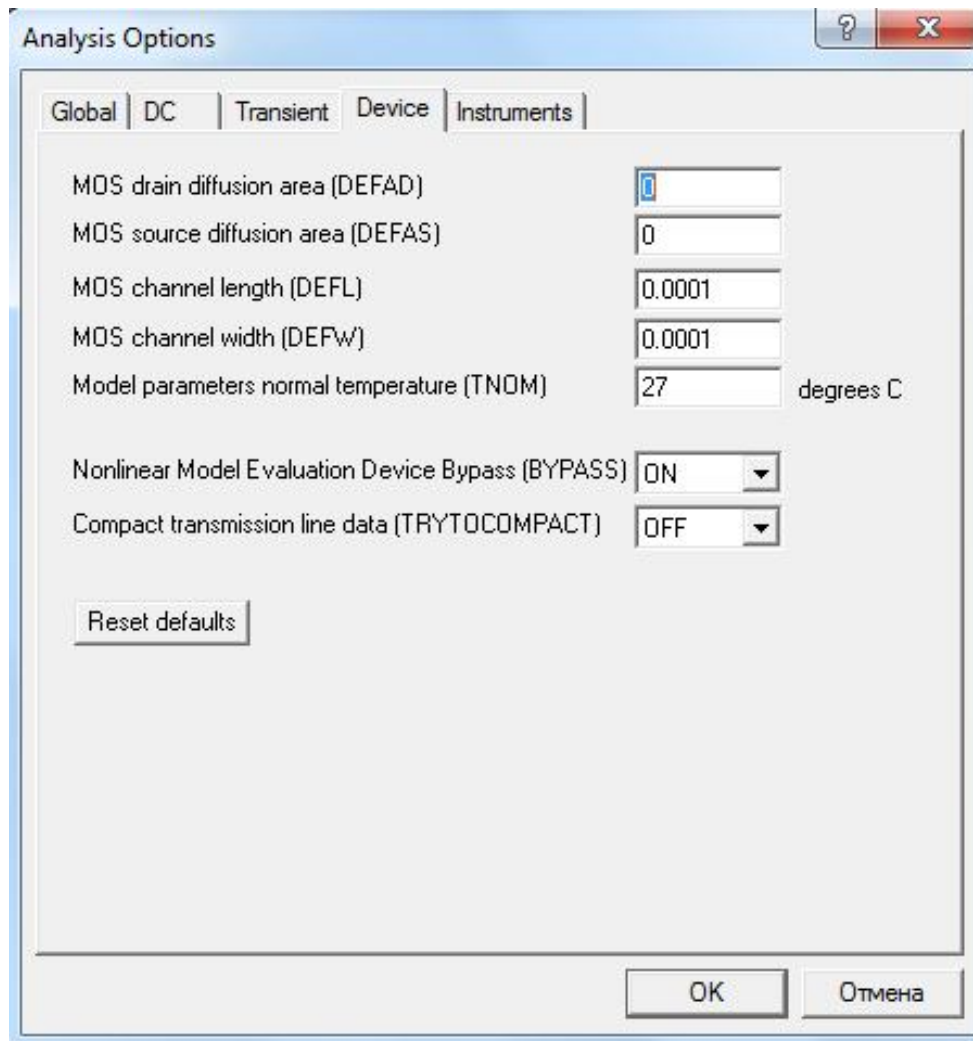 Analysis Options
Global DC Transient Device Instruments
MOS drain diffusion area (DEFAD) 0
MOS source diffusion area (DEFAS) 0
MOS channel length (DEFL) 0.0001
MOS channel width (DEFW) 0.0001
Model parameters normal temperature (TNOM) 27 degrees C
Nonlinear Model Evaluation Device Bypass (BYPASS) ON
Compact transmission line data (TRYTOCOMPACT) OFF
Reset defaults
OK Отмена